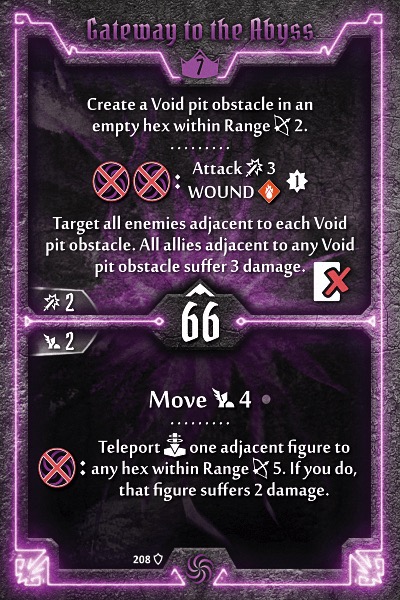 Gateway to the Abyss
7
Create a Void pit obstacle in an
empty hex within Range 2.
: Attack 3
WOUND 1
Target all enemies adjacent to each Void
pit obstacle. All allies adjacent to any Void
pit obstacle suffer 3 damage.
2
66
2
Move 4
Teleport one adjacent figure to
: any hex within Range 5. If you do,
that figure suffers 2 damage.
208